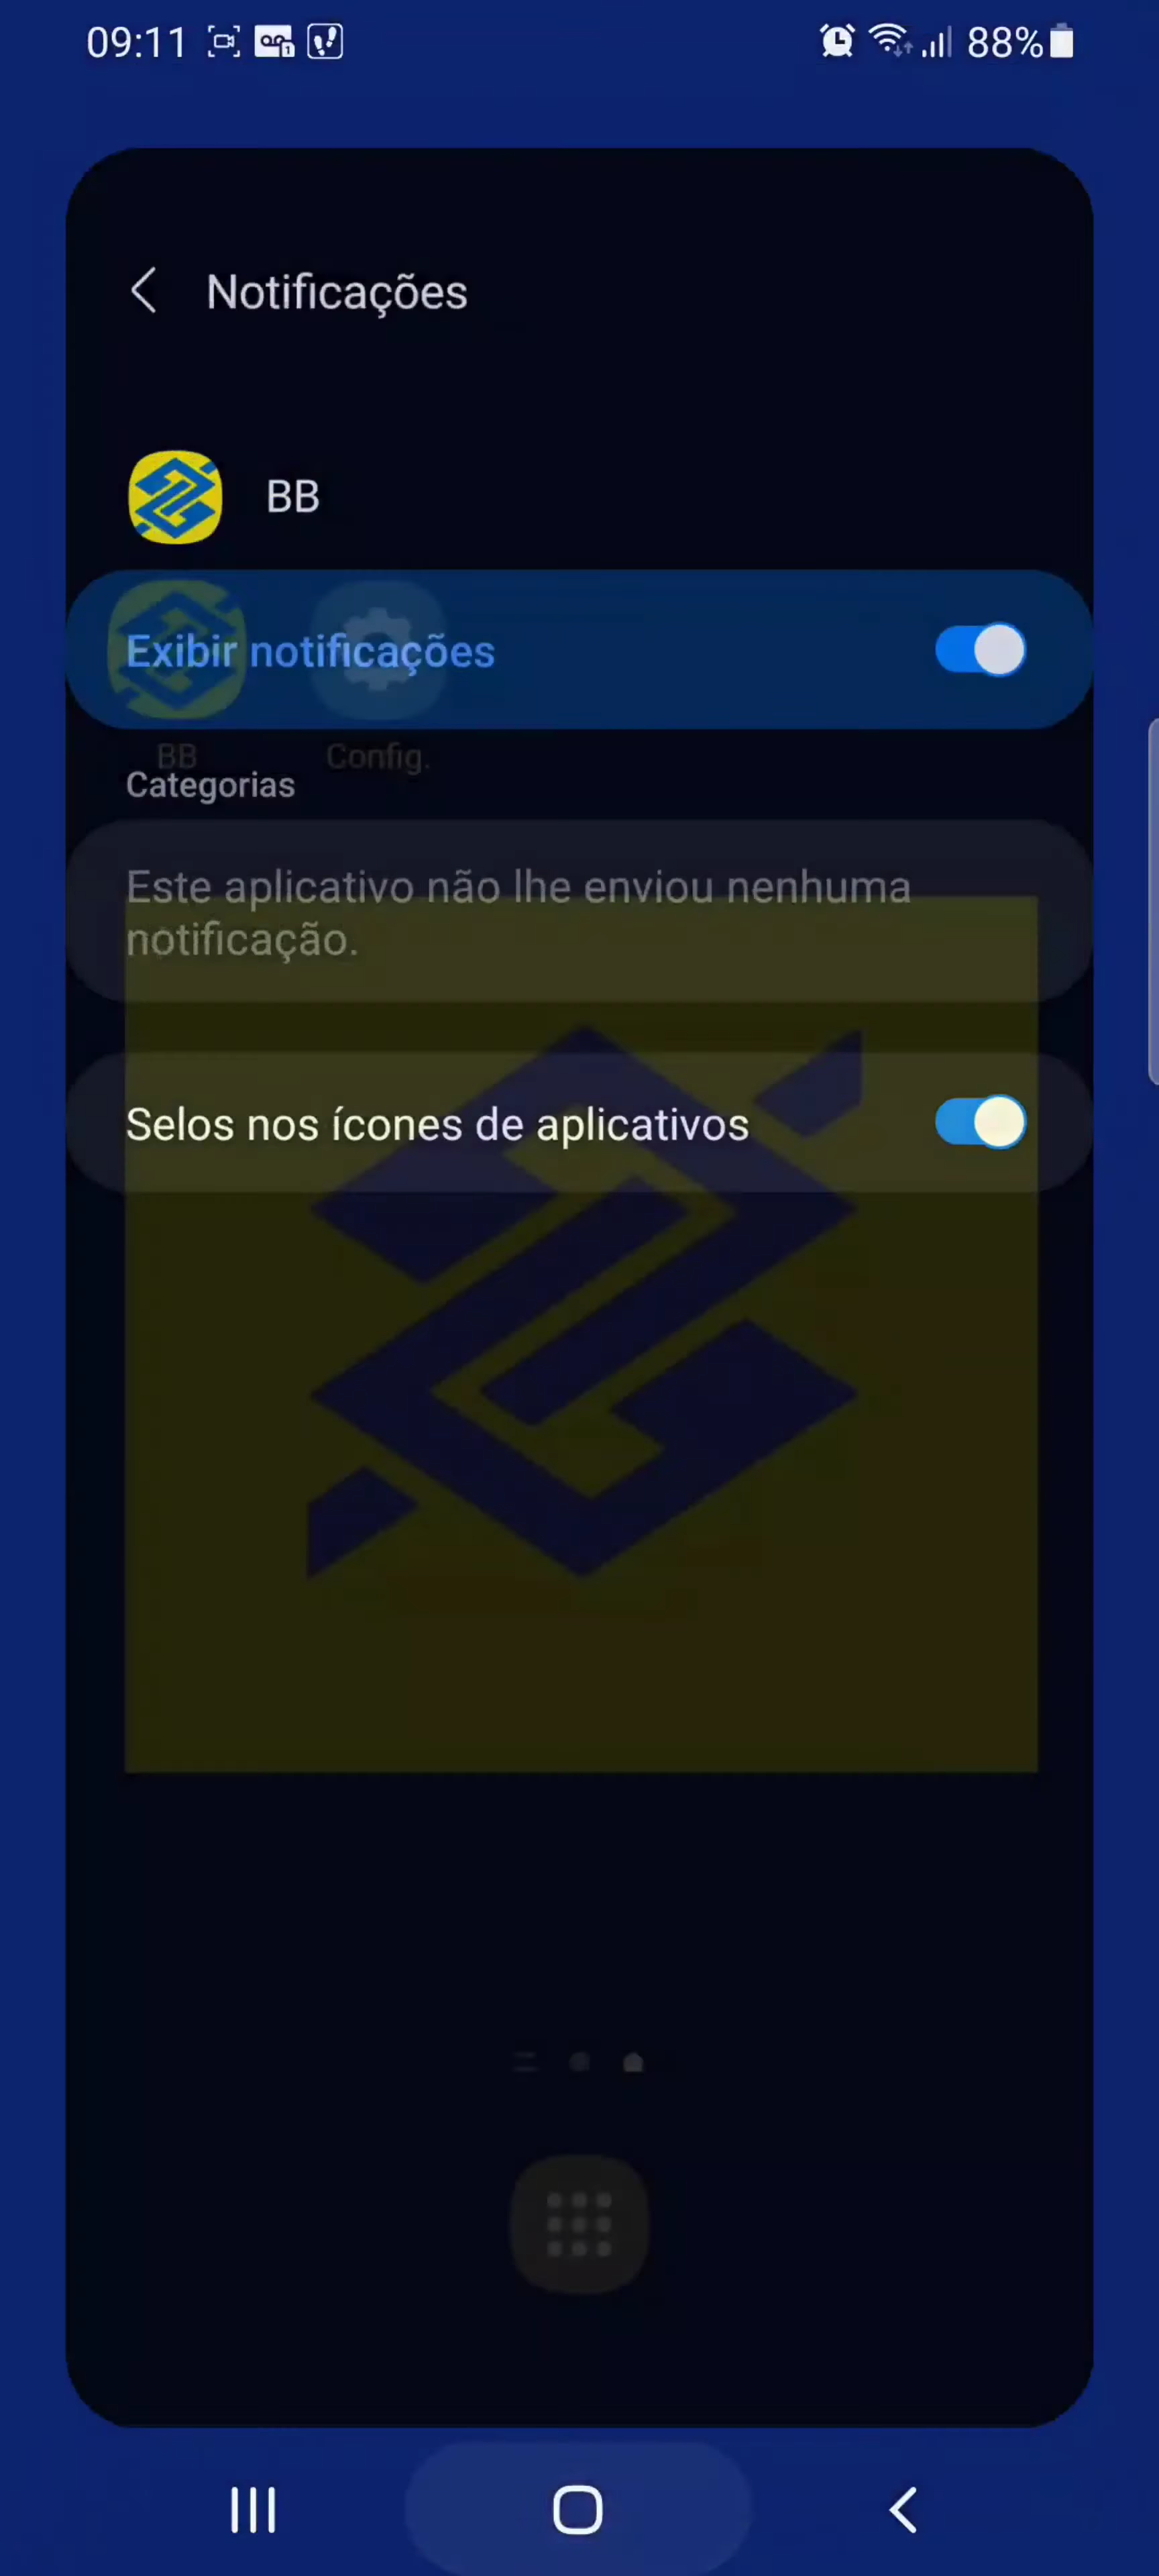 09:11 88%
Notificações
BB
Exibir notificações
BB Config.
Categorias
Este aplicativo não lhe enviou nenhuma
notificação.
Selos nos ícones de aplicativos